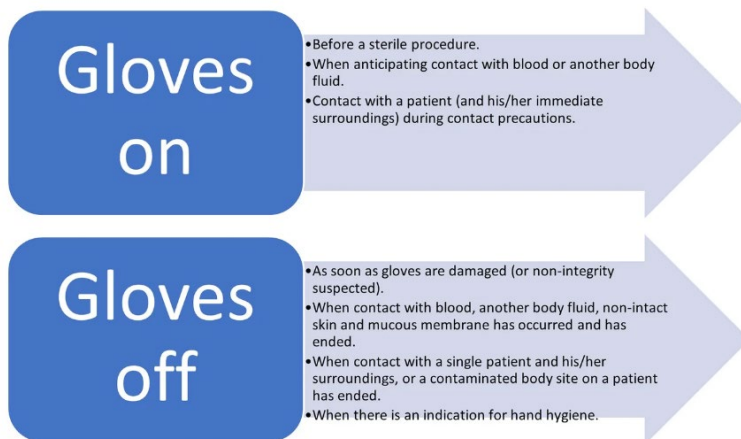 Gloves
on
•Before a sterile procedure.
•When anticipating contact with blood or another body
fluid.
•Contact with a patient (and his/her immediate
surroundings) during contact precautions.
Gloves
off
•As soon as gloves are damaged (or non-integrity
suspected).
•When contact with blood, another body fluid, non-intact
skin and mucous membrane has occurred and has
ended.
•When contact with a single patient and his/her
surroundings, or a contaminated body site on a patient
has ended.
•When there is an indication for hand hygiene.